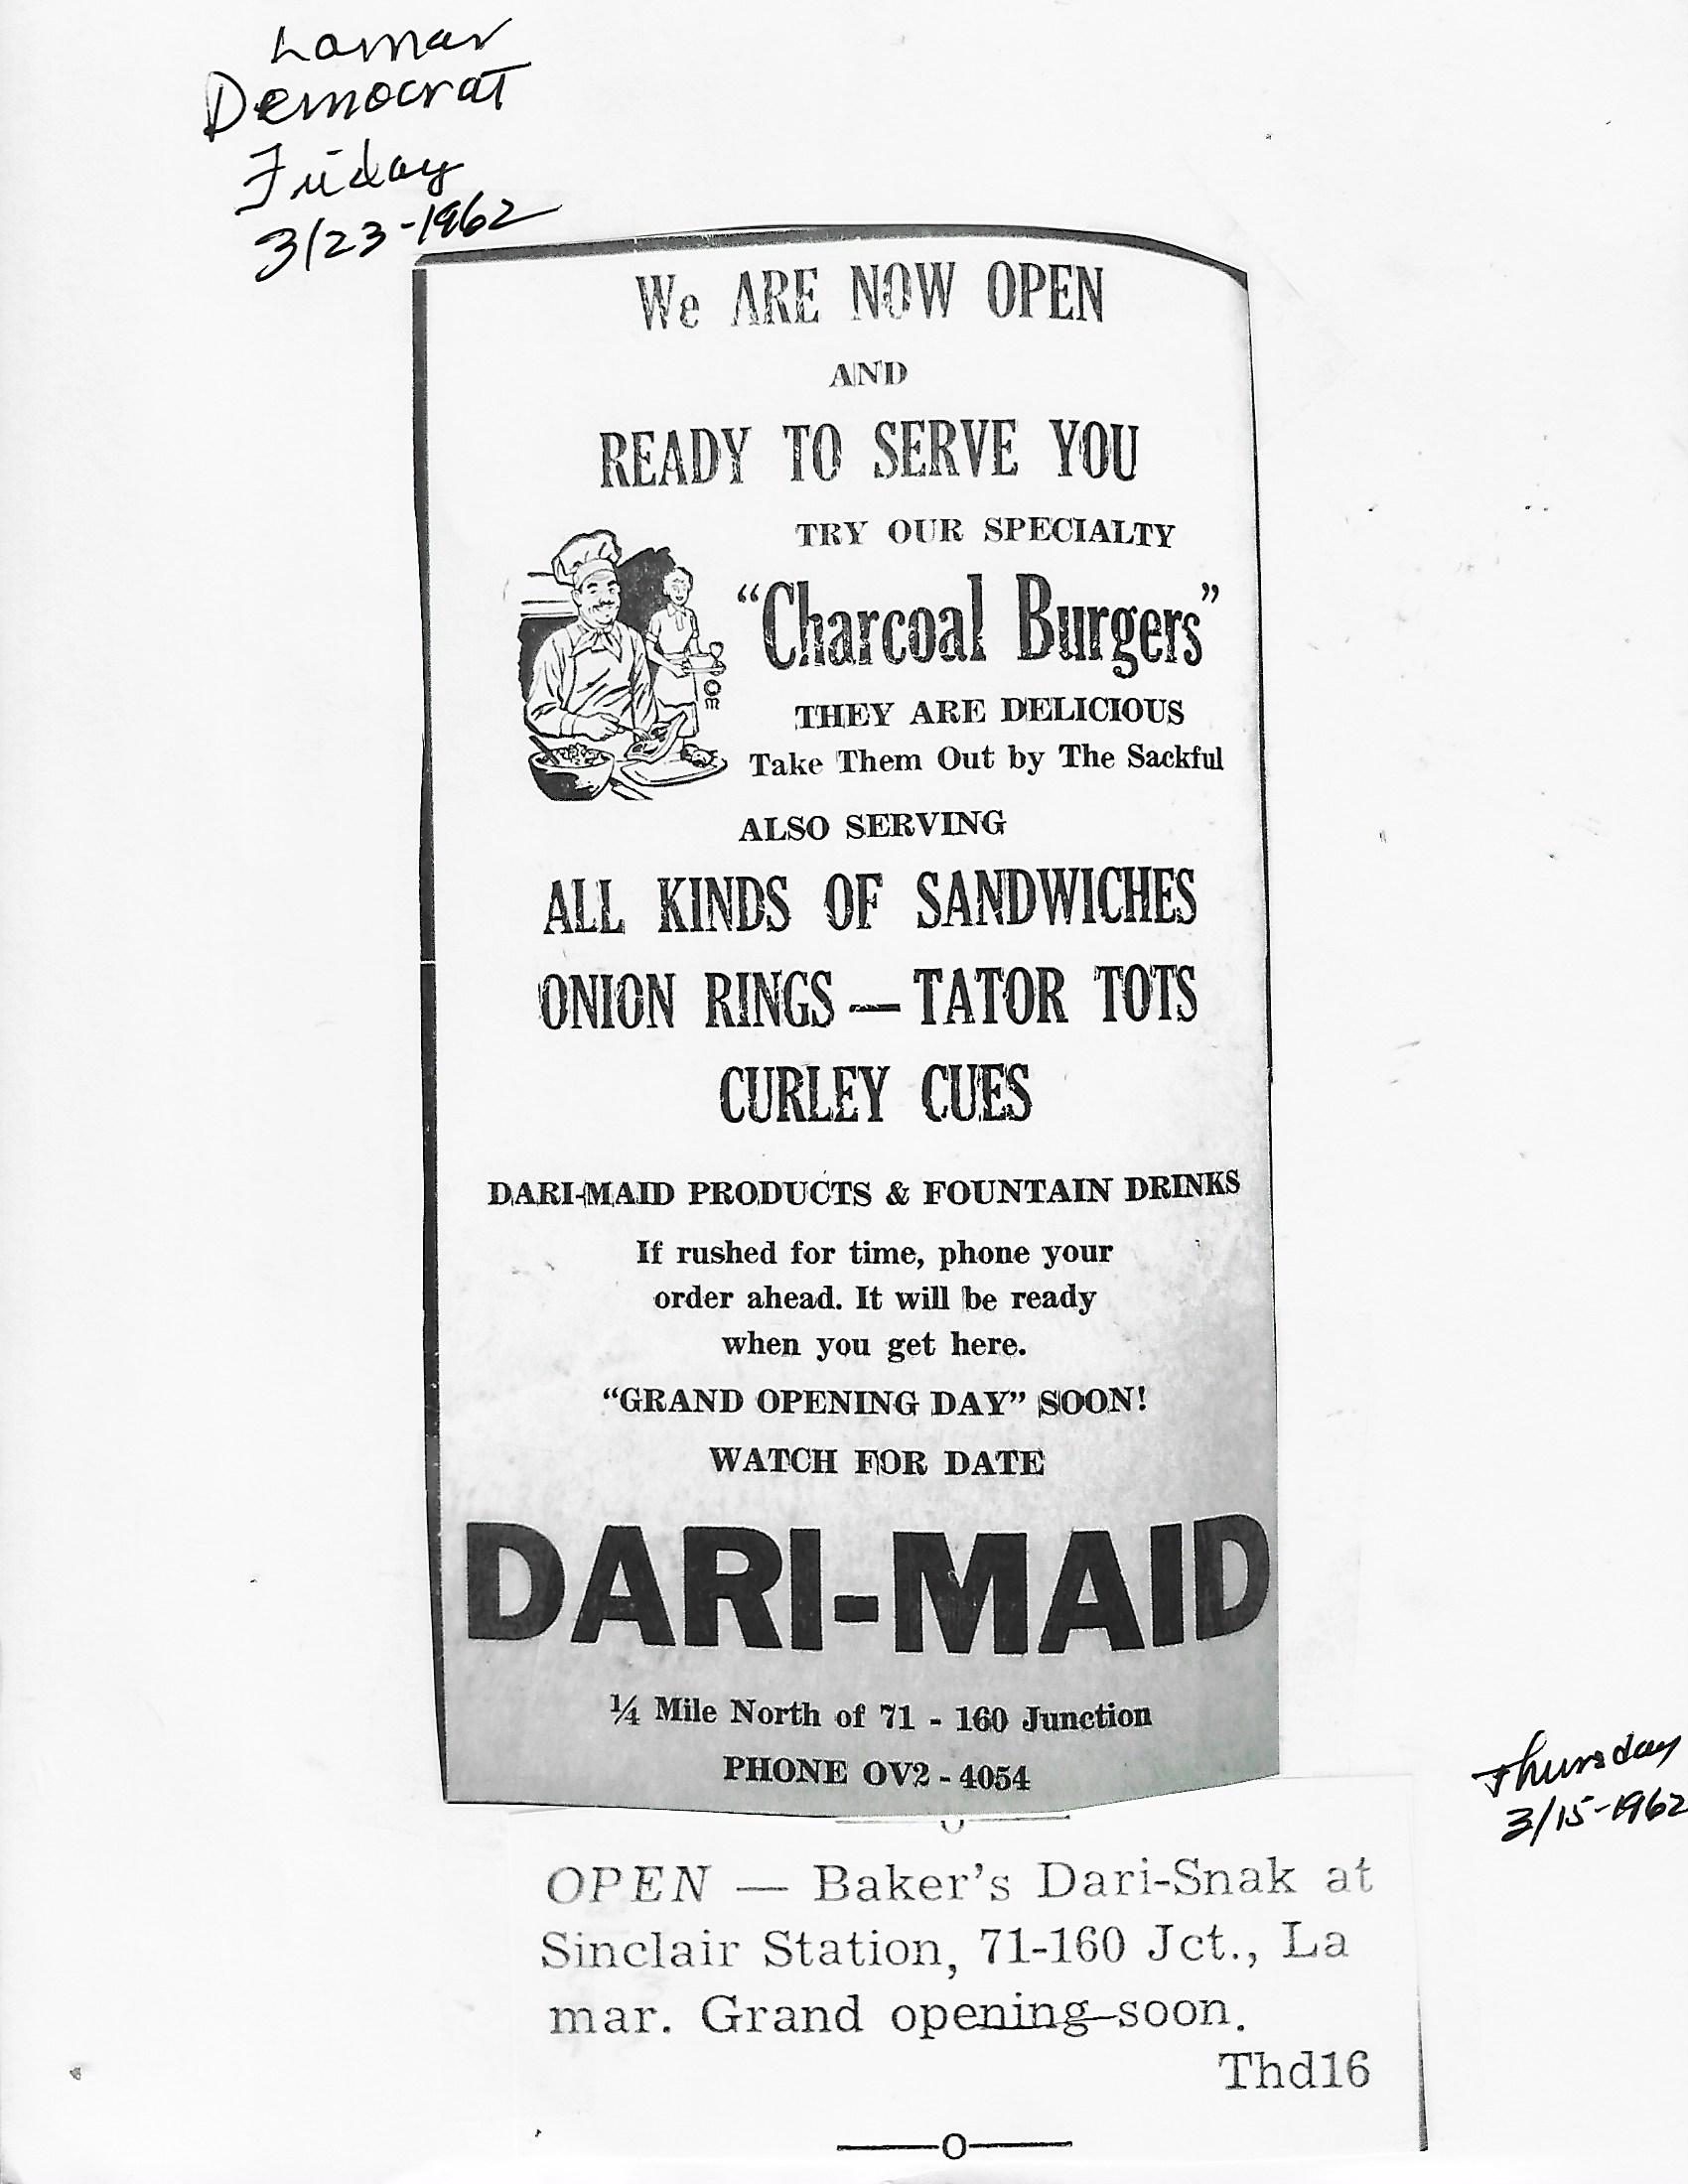 Lamar
Democrat
Friday
3/23-1962
We ARE NOW OPEN
AND
READY TO SERVE YOU
TRY OUR SPECIALTY
“Charcoal Burgers”
THEY ARE DELICIOUS
Take Them Out by The Sackful
ALSO SERVING
ALL KINDS OF SANDWICHES
ONION RINGS — TATOR TOTS
CURLEY CUES
DARI-MAID PRODUCTS & FOUNTAIN DRINKS
If rushed for time, phone your
order ahead. It will be ready
when you get here.
“GRAND OPENING DAY” SOON!
WATCH FOR DATE
DARI-MAID
¼ Mile North of 71 - 160 Junction
PHONE OV2 - 4054
Thursday
3/15-1962
OPEN — Baker's Dari-Snak at
Sinclair Station, 71-160 Jct., La
mar. Grand opening soon.
Thd16